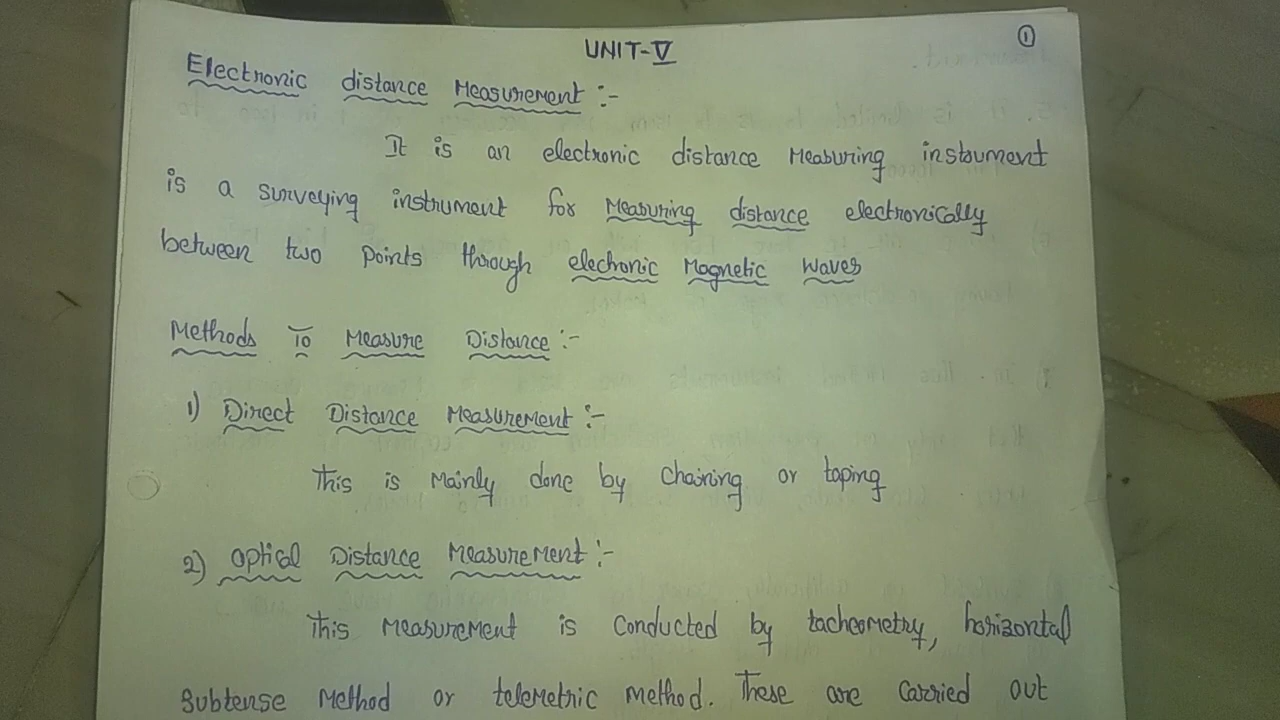 UNIT-V
1
Electronic distance Measurement :-
It is an electronic distance Measuring instoument
is a surveying instrument for Measuring distance electronically
between two points through electronic Magnetic waves
Methods To Measure Distance :-
1) Direct Distance Measurement :-
This is Mainly done by Chaining or taping
2) Optical Distance Measurement :-
This Measurement is Conducted by tacheometry, horizontal
Subtense Method or telemetric method. These are Carried out